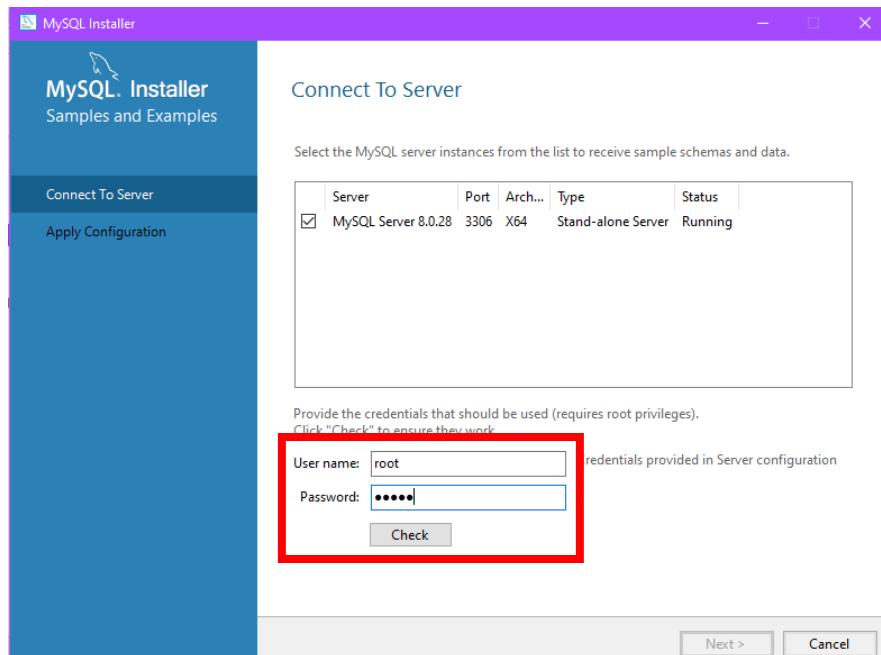 MySQL Installer
MySQL. Installer
Samples and Examples
Connect To Server
Apply Configuration
Connect To Server
Select the MySQL server instances from the list to receive sample schemas and data.
Server Port Arch... Type Status
MySQL Server 8.0.28 3306 X64 Stand-alone Server Running
Provide the credentials that should be used (requires root privileges).
Click "Check" to ensure they work
User name: root redentials provided in Server configuration
Password: •••••
Check
Next > Cancel